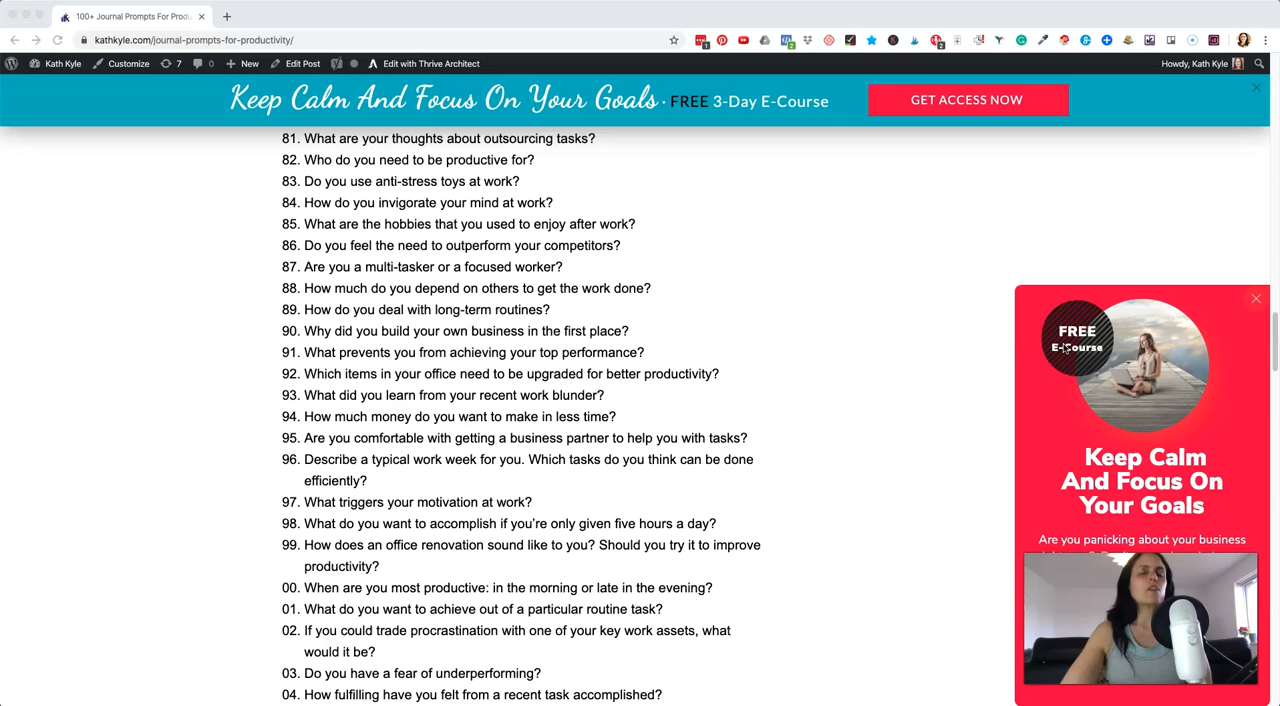 100+ Journal Prompts For Produ
kathkyle.com/journal-prompts-for-productivity/
Kath Kyle Customize 7 0 New Edit Post Edit with Thrive Architect Howdy, Kath Kyle
Keep Calm And Focus On Your Goals · FREE 3-Day E-Course GET ACCESS NOW
81. What are your thoughts about outsourcing tasks?
82. Who do you need to be productive for?
83. Do you use anti-stress toys at work?
84. How do you invigorate your mind at work?
85. What are the hobbies that you used to enjoy after work?
86. Do you feel the need to outperform your competitors?
87. Are you a multi-tasker or a focused worker?
88. How much do you depend on others to get the work done?
89. How do you deal with long-term routines?
90. Why did you build your own business in the first place?
91. What prevents you from achieving your top performance?
92. Which items in your office need to be upgraded for better productivity?
93. What did you learn from your recent work blunder?
94. How much money do you want to make in less time?
95. Are you comfortable with getting a business partner to help you with tasks?
96. Describe a typical work week for you. Which tasks do you think can be done
efficiently?
97. What triggers your motivation at work?
98. What do you want to accomplish if you’re only given five hours a day?
99. How does an office renovation sound like to you? Should you try it to improve
productivity?
00. When are you most productive: in the morning or late in the evening?
01. What do you want to achieve out of a particular routine task?
02. If you could trade procrastination with one of your key work assets, what
would it be?
03. Do you have a fear of underperforming?
04. How fulfilling have you felt from a recent task accomplished?
FREE
E-Course
Keep Calm
And Focus On
Your Goals
Are you panicking about your business